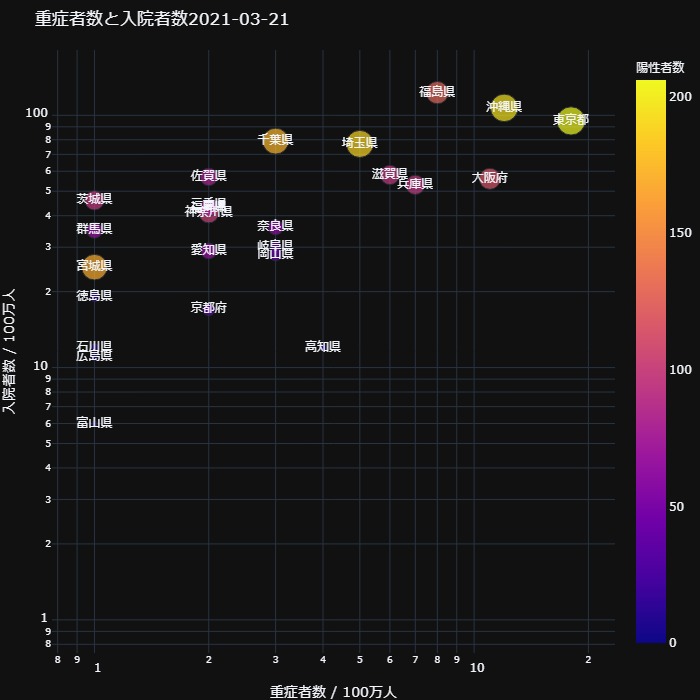 重症者数と入院者数2021-03-21
陽性者数
200
150
100
50
0
福島県
沖縄県
東京都
千葉県
埼玉県
佐賀県
滋賀県
兵庫県
大阪府
茨城県
神奈川県
群馬県
奈良県
岐阜県
愛知県
岡山県
宮城県
徳島県
京都府
石川県
広島県
高知県
富山県
100
9
8
7
6
5
4
3
2
10
9
8
7
6
5
4
3
2
1
9
8
入院者数 / 100万人
8
9
1
2
3
4
5
6
7
8
9
10
2
重症者数 / 100万人